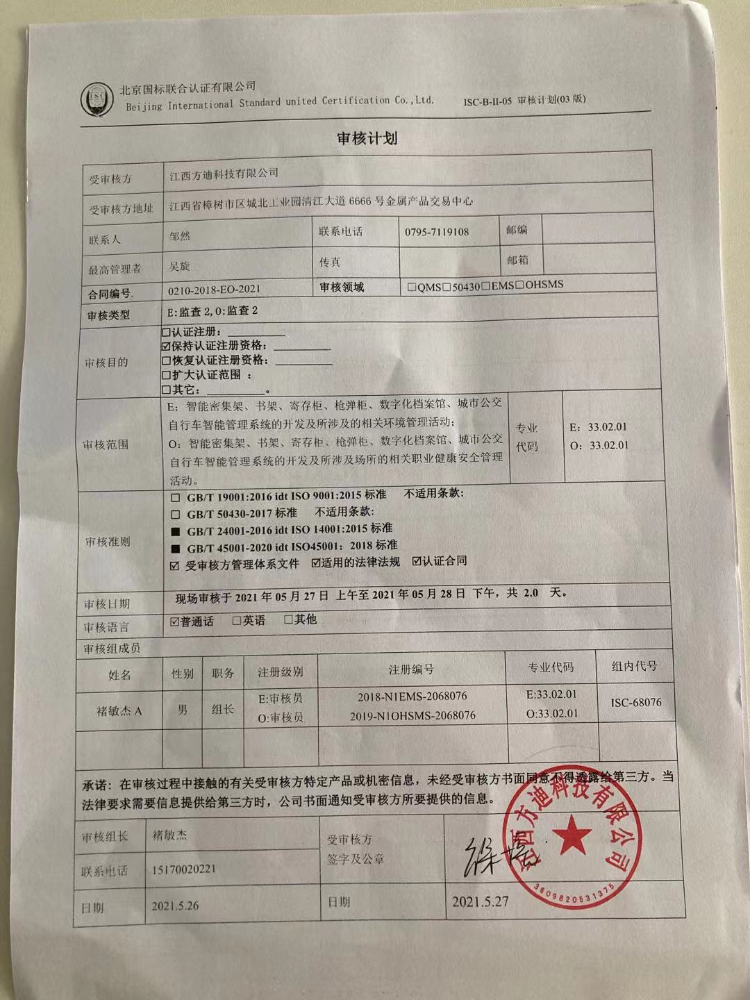 ISC
北京国标联合认证有限公司
Beijing International Standard united Certification Co.,Ltd.
ISC-B-II-05 审核计划(03 版)
审核计划
受审核方 江西方迪科技有限公司
受审核方地址 江西省樟树市区城北工业园清江大道 6666 号金属产品交易中心
联系人 邹然 联系电话 0795-7119108 邮编
最高管理者 吴旋 传真 邮箱
合同编号. 0210-2018-EO-2021 审核领域 □QMS□50430□EMS□OHSMS
审核类型 E:监查 2,O:监查 2
审核目的
□认证注册：
☑保持认证注册资格：
□恢复认证注册资格：
□扩大认证范围 ：
□其它： 。
审核范围
E：智能密集架、书架、寄存柜、枪弹柜、数字化档案馆、城市公交
自行车智能管理系统的开发及所涉及的相关环境管理活动；
O：智能密集架、书架、寄存柜、枪弹柜、数字化档案馆、城市公交
自行车智能管理系统的开发及所涉及场所的相关职业健康安全管理
活动。
专业
代码
E：33.02.01
O：33.02.01
审核准则
□ GB/T 19001:2016 idt ISO 9001:2015 标准 不适用条款:
□ GB/T 50430-2017 标准 不适用条款:
■ GB/T 24001-2016 idt ISO 14001:2015 标准
■ GB/T 45001-2020 idt ISO45001：2018 标准
☑ 受审核方管理体系文件 ☑适用的法律法规 ☑认证合同
审核日期 现场审核于 2021 年 05 月 27 日 上午至 2021 年 05 月 28 日 下午，共 2.0 天。
审核语言 ☑普通话 □英语 □其他
审核组成员
姓名 性别 职务 注册级别 注册编号 专业代码 组内代号
褚敏杰 A 男 组长
E:审核员 2018-N1EMS-2068076 E:33.02.01
O:审核员 2019-N1OHSMS-2068076 O:33.02.01
ISC-68076
承诺：在审核过程中接触的有关受审核方特定产品或机密信息，未经受审核方书面同意不得透露给第三方。当
法律要求需要信息提供给第三方时，公司书面通知受审核方所要提供的信息。
审核组长 褚敏杰
受审核方
签字及公章
联系电话 15170020221
日期 2021.5.26 日期 2021.5.27
江西方迪科技有限公司
3609820531375